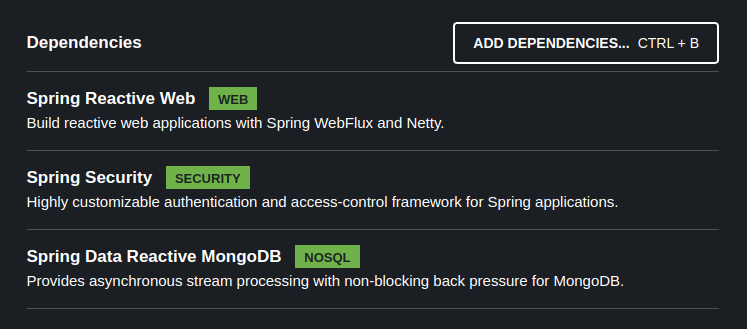 Dependencies
ADD DEPENDENCIES... CTRL + B
Spring Reactive Web WEB
Build reactive web applications with Spring WebFlux and Netty.
Spring Security SECURITY
Highly customizable authentication and access-control framework for Spring applications.
Spring Data Reactive MongoDB NOSQL
Provides asynchronous stream processing with non-blocking back pressure for MongoDB.